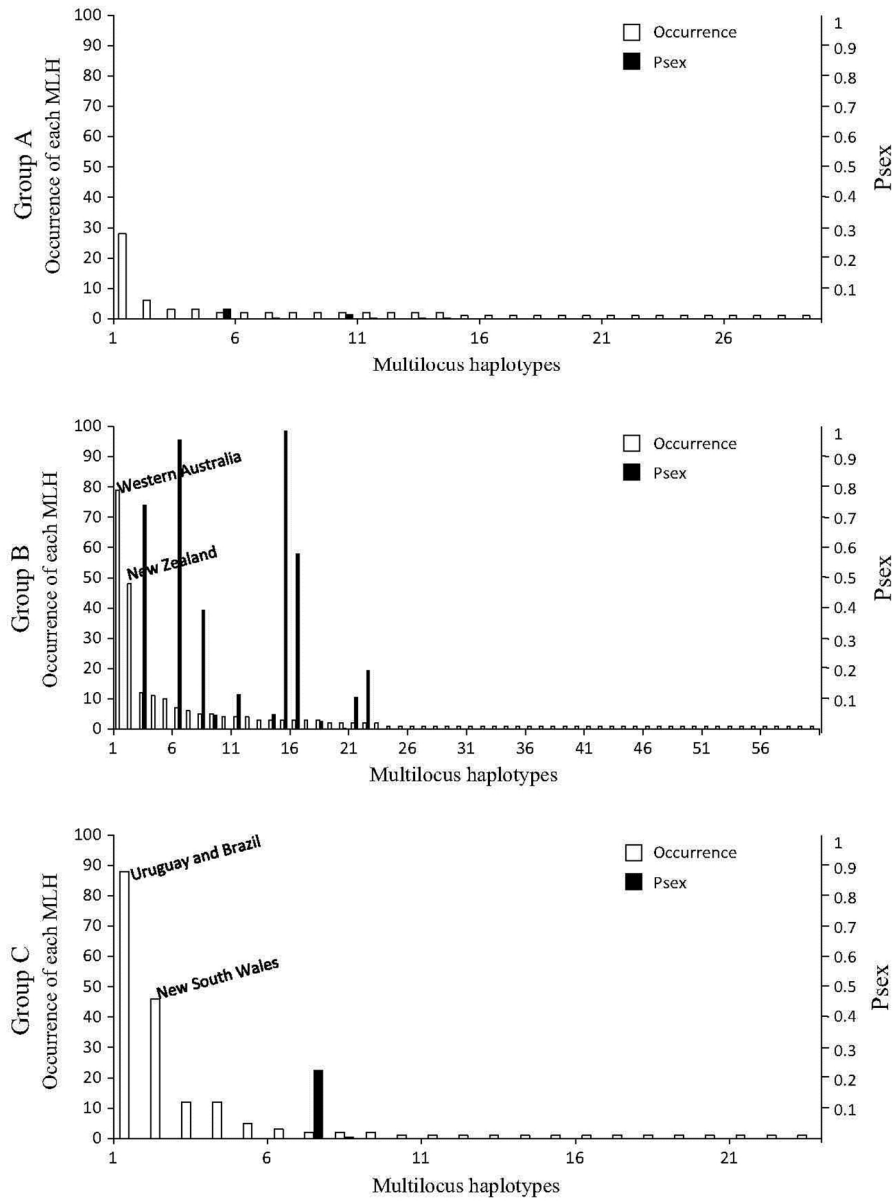 Group A
Occurrence of each MLH
100
90
80
70
60
50
40
30
20
10
0
Occurrence
Psex
1
0.9
0.8
0.7
0.6
0.5
0.4
0.3
0.2
0.1
Psex
1 6 11 16 21 26
Multilocus haplotypes
Group B
Occurrence of each MLH
100
90
80
70
60
50
40
30
20
10
0
Western Australia
New Zealand
Occurrence
Psex
1
0.9
0.8
0.7
0.6
0.5
0.4
0.3
0.2
0.1
Psex
1 6 11 16 21 26 31 36 41 46 51 56
Multilocus haplotypes
Group C
Occurrence of each MLH
100
90
80
70
60
50
40
30
20
10
0
Uruguay and Brazil
New South Wales
Occurrence
Psex
1
0.9
0.8
0.7
0.6
0.5
0.4
0.3
0.2
0.1
Psex
1 6 11 16 21
Multilocus haplotypes